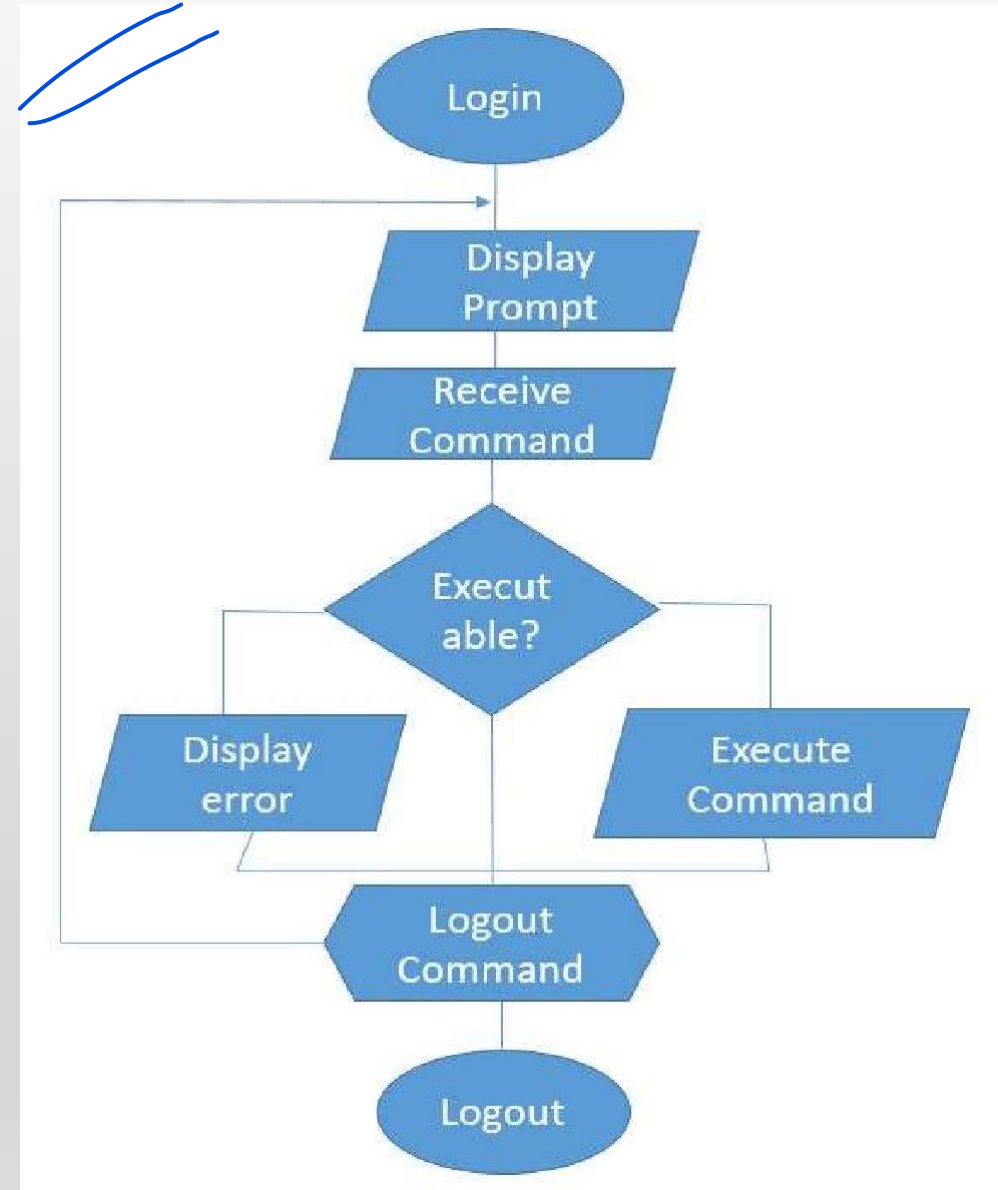 Login
Display
Prompt
Receive
Command
Execut
able?
Display
error
Execute
Command
Logout
Command
Logout